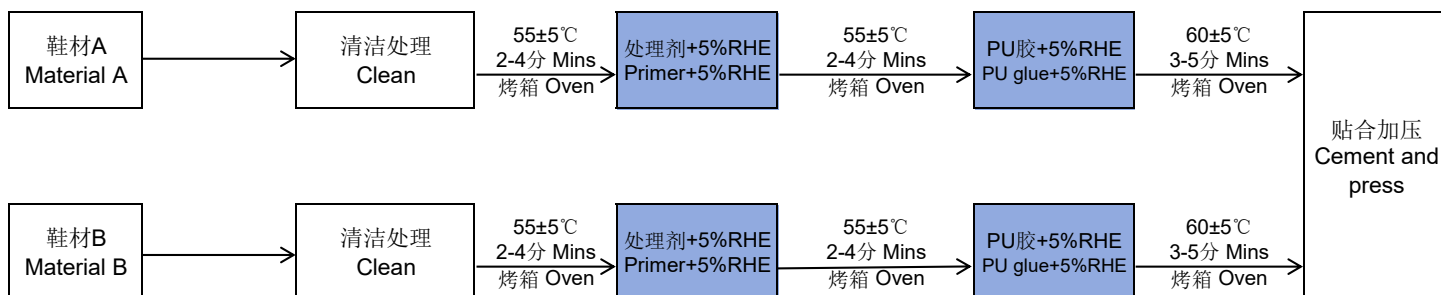 鞋材A
Material A
清洁处理
Clean
55±5℃
2-4分 Mins
烤箱 Oven
处理剂+5%RHE
Primer+5%RHE
55±5℃
2-4分 Mins
烤箱 Oven
PU胶+5%RHE
PU glue+5%RHE
60±5℃
3-5分 Mins
烤箱 Oven
贴合加压
Cement and
press
鞋材B
Material B
清洁处理
Clean
55±5℃
2-4分 Mins
烤箱 Oven
处理剂+5%RHE
Primer+5%RHE
55±5℃
2-4分 Mins
烤箱 Oven
PU胶+5%RHE
PU glue+5%RHE
60±5℃
3-5分 Mins
烤箱 Oven